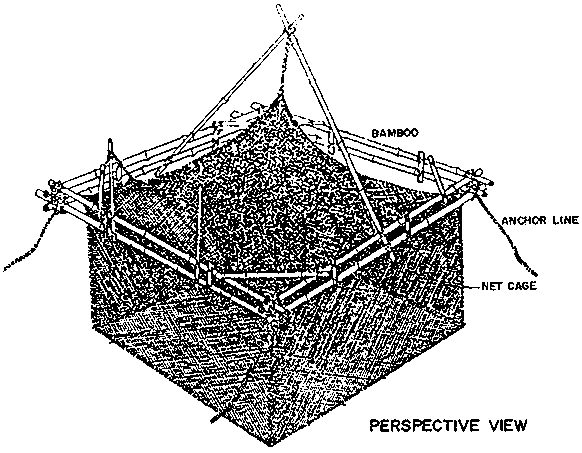 BAMBOO
ANCHOR LINE
NET CAGE
PERSPECTIVE VIEW